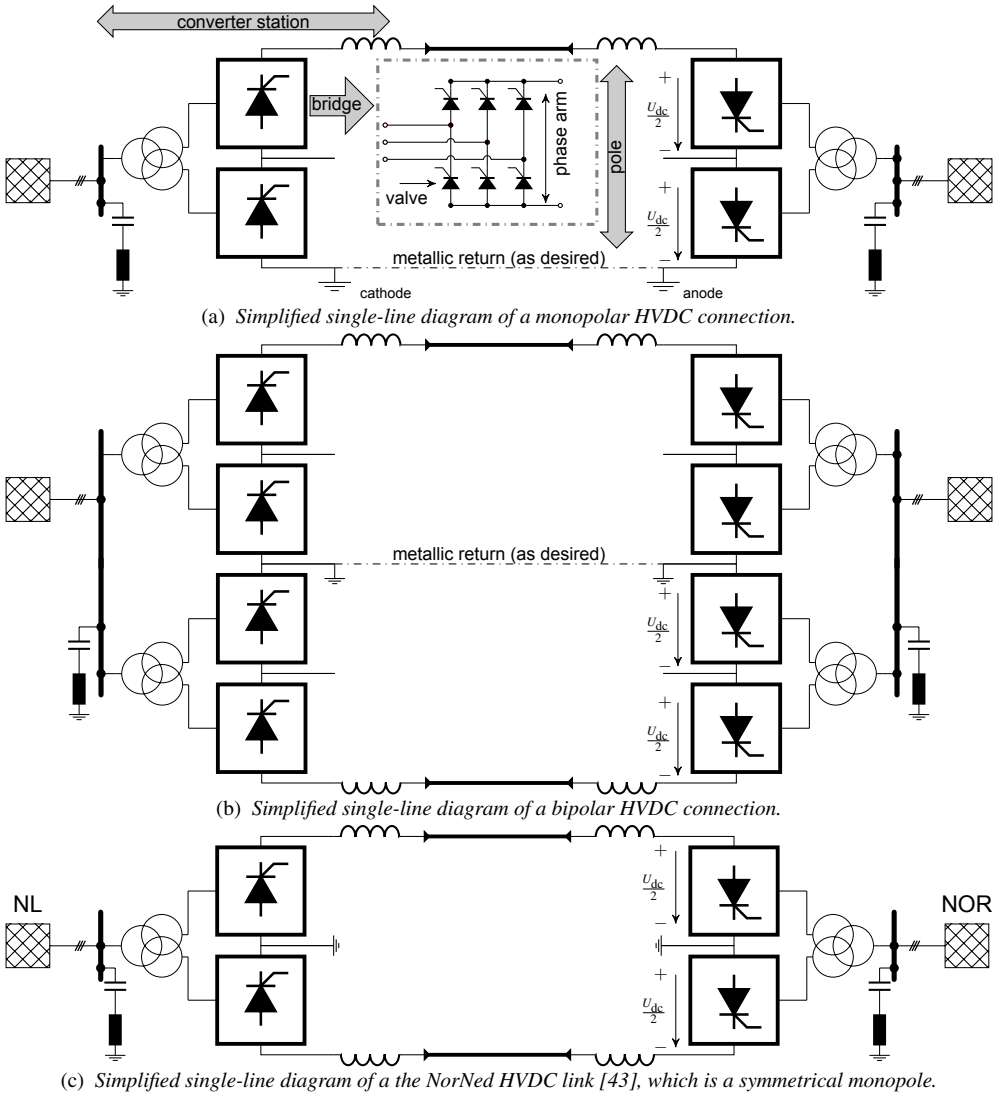 converter station
bridge
valve
phase arm
pole
+
U_dc/2
−
+
U_dc/2
−
metallic return (as desired)
cathode
anode
(a) Simplified single-line diagram of a monopolar HVDC connection.
metallic return (as desired)
+
U_dc/2
−
+
U_dc/2
−
(b) Simplified single-line diagram of a bipolar HVDC connection.
NL
NOR
+
U_dc/2
−
+
U_dc/2
−
(c) Simplified single-line diagram of a the NorNed HVDC link [43], which is a symmetrical monopole.